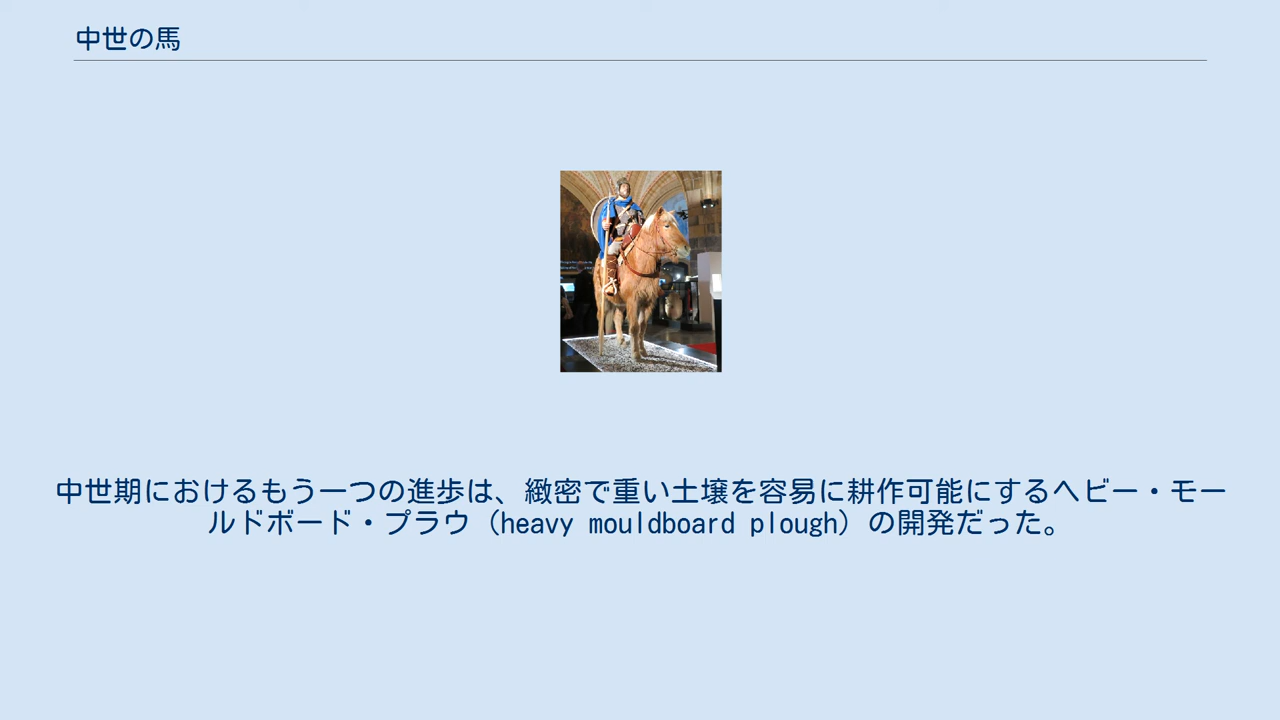 中世の馬
中世期におけるもう一つの進歩は、緻密で重い土壌を容易に耕作可能にするヘビー・モー
ルドボード・プラウ（heavy mouldboard plough）の開発だった。